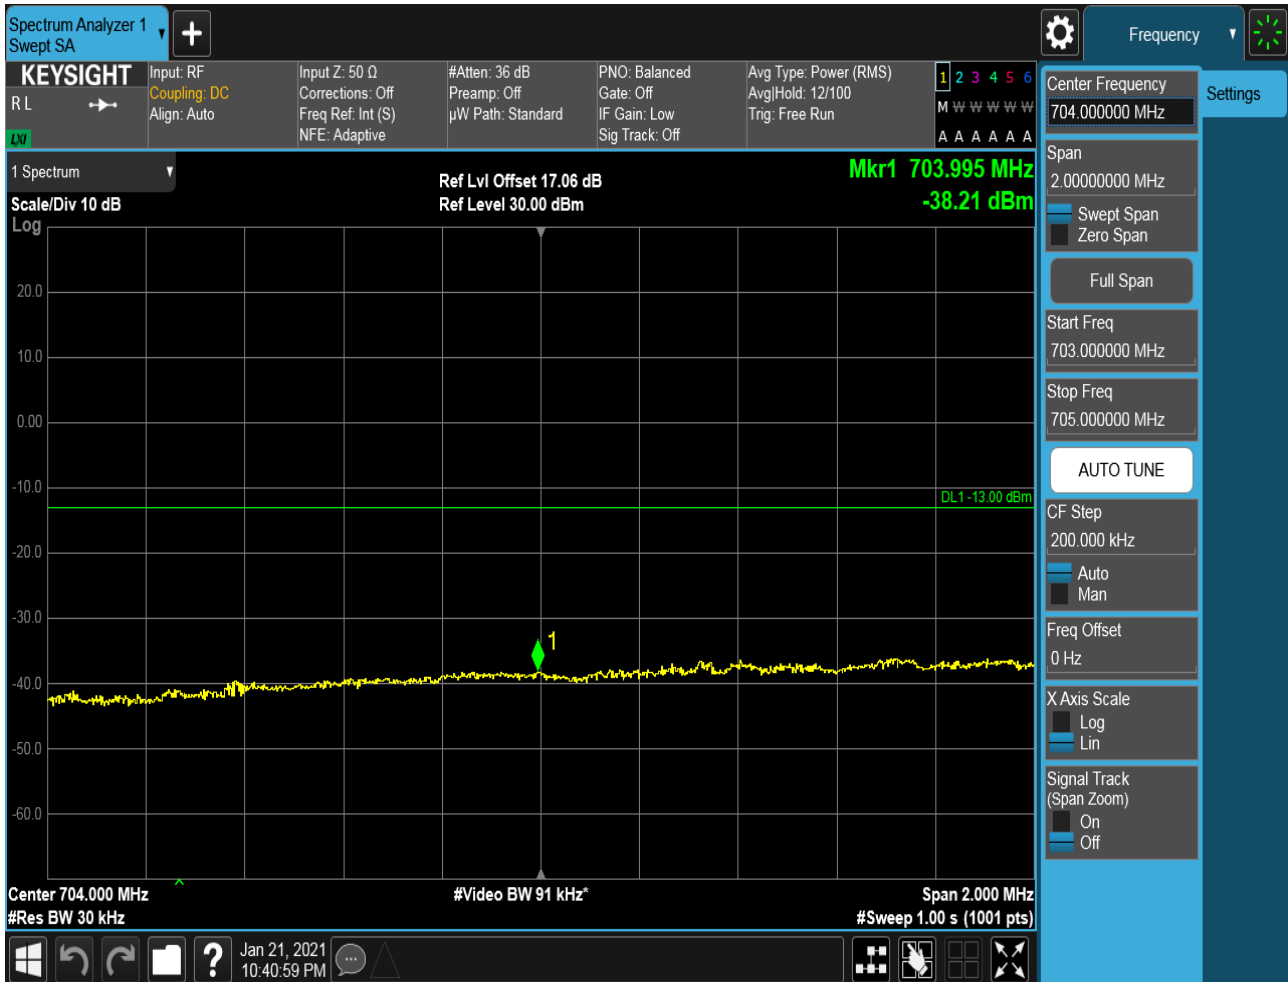 Spectrum Analyzer 1
Swept SA
Frequency
KEYSIGHT
R L
LXI
Input: RF
Coupling: DC
Align: Auto
Input Z: 50 Ω
Corrections: Off
Freq Ref: Int (S)
NFE: Adaptive
#Atten: 36 dB
Preamp: Off
µW Path: Standard
PNO: Balanced
Gate: Off
IF Gain: Low
Sig Track: Off
Avg Type: Power (RMS)
Avg|Hold: 12/100
Trig: Free Run
1 2 3 4 5 6
M W W W W W
A A A A A A
1 Spectrum
Scale/Div 10 dB
Log
Ref Lvl Offset 17.06 dB
Ref Level 30.00 dBm
Mkr1 703.995 MHz
-38.21 dBm
20.0
10.0
0.00
-10.0
DL1 -13.00 dBm
-20.0
-30.0
1
-40.0
-50.0
-60.0
Center 704.000 MHz
#Video BW 91 kHz*
Span 2.000 MHz
#Res BW 30 kHz
#Sweep 1.00 s (1001 pts)
Jan 21, 2021
10:40:59 PM
Center Frequency
704.000000 MHz
Settings
Span
2.00000000 MHz
Swept Span
Zero Span
Full Span
Start Freq
703.000000 MHz
Stop Freq
705.000000 MHz
AUTO TUNE
CF Step
200.000 kHz
Auto
Man
Freq Offset
0 Hz
X Axis Scale
Log
Lin
Signal Track
(Span Zoom)
On
Off